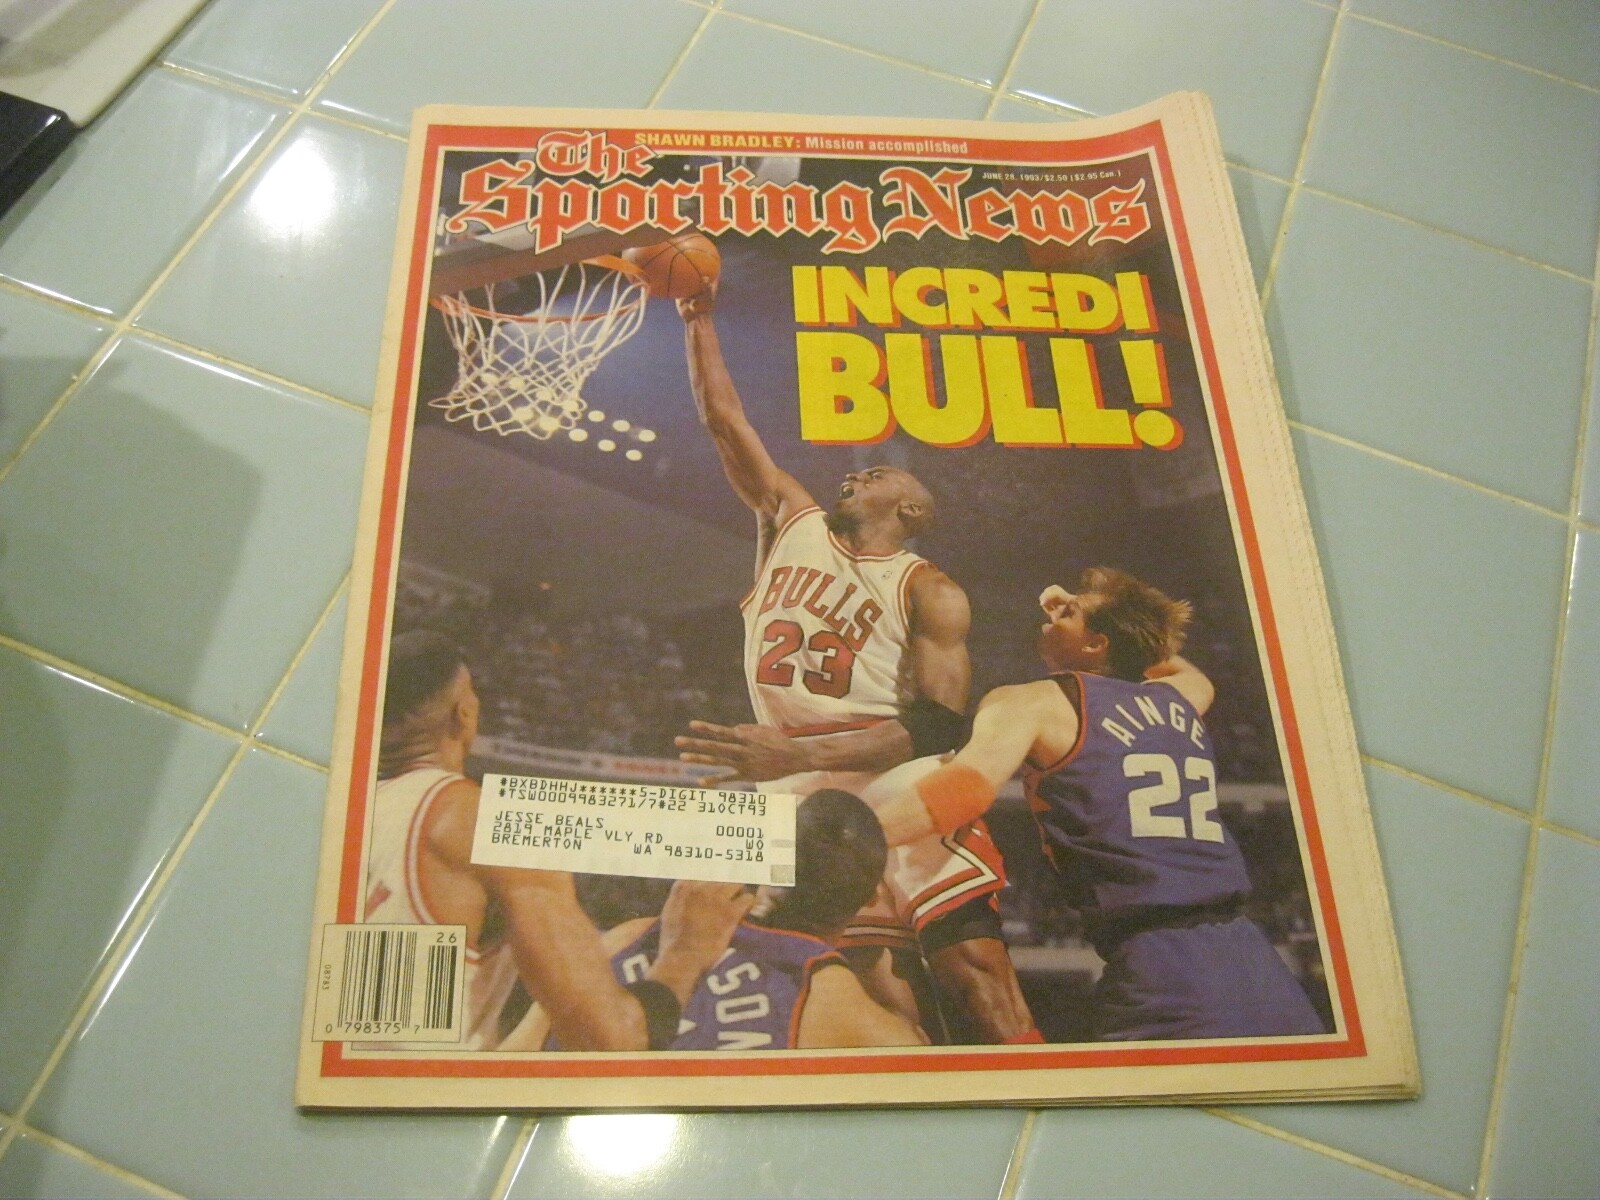 SHAWN BRADLEY: Mission accomplished
The
Sporting News
JUNE 28, 1993/$2.50 ($2.95 Can.)
INCREDI
BULL!
BULLS
23
AINGE
22
#BXBDHHJ******5-DIGIT 98310
#TSW0009983271/7#22 31OCT93
JESSE BEALS 00001
2819 MAPLE VLY RD WO
BREMERTON WA 98310-5318
SON
26
08783
0 798375 7